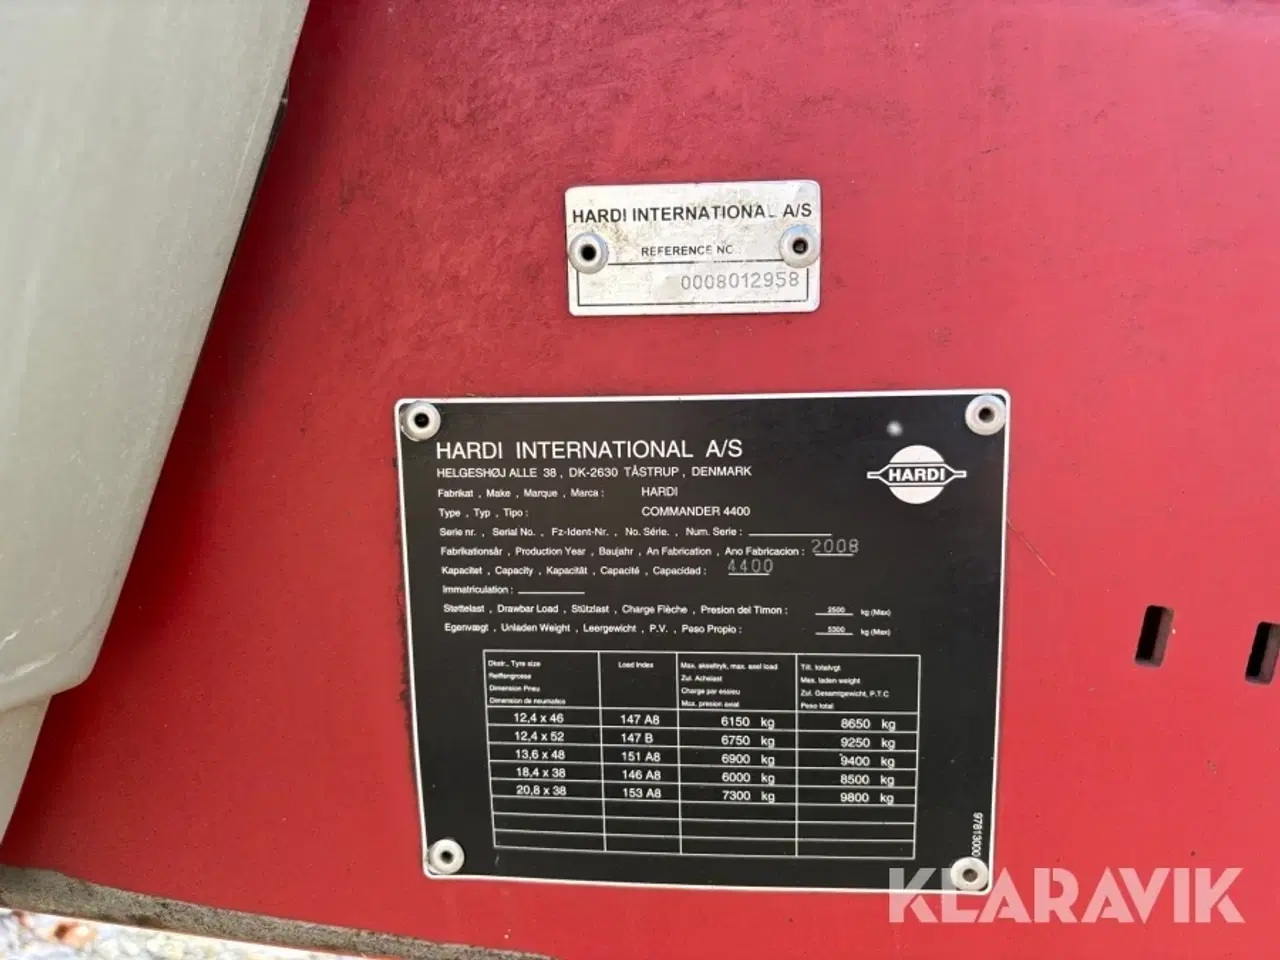 HARDI INTERNATIONAL A/S
REFERENCE NO.:
0008012958
HARDI INTERNATIONAL A/S
HELGESHØJ ALLE 38 , DK-2630 TÅSTRUP , DENMARK
HARDI
Fabrikat , Make , Marque , Marca : HARDI
Type , Typ , Tipo : COMMANDER 4400
Serie nr. , Serial No. , Fz-Ident-Nr. , No. Série. , Num. Serie :
Fabrikationsår , Production Year , Baujahr , An Fabrication , Ano Fabricacion : 2008
Kapacitet , Capacity , Kapacität , Capacité , Capacidad : 4400
Immatriculation :
Støttelast , Drawbar Load , Stützlast , Charge Flèche , Presion del Timon : 2500 kg (Max)
Egenvægt , Unladen Weight , Leergewicht , P.V. , Peso Propio : 5300 kg (Max)
Dkstr., Tyre size
Reiffengrosse
Dimension Pneu
Dimension de neumatico
Load Index
Max. akseltryk, max. axel load
Zul. Achslast
Charge par essieu
Max. presion axial
Till. totalvgt
Max. laden weight
Zul. Gesamtgewicht, P.T.C
Peso total
12,4 x 46 147 A8 6150 kg 8650 kg
12,4 x 52 147 B 6750 kg 9250 kg
13,6 x 48 151 A8 6900 kg 9400 kg
18,4 x 38 146 A8 6000 kg 8500 kg
20,8 x 38 153 A8 7300 kg 9800 kg
97813000
KLARAVIK